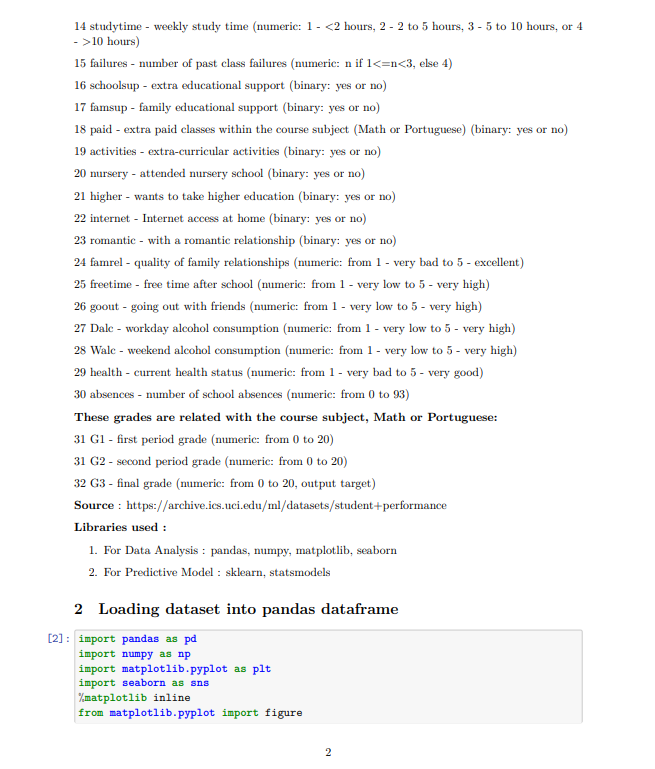 14 studytime - weekly study time (numeric: 1 - <2 hours, 2 - 2 to 5 hours, 3 - 5 to 10 hours, or 4
- >10 hours)
15 failures - number of past class failures (numeric: n if 1<=n<3, else 4)
16 schoolsup - extra educational support (binary: yes or no)
17 famsup - family educational support (binary: yes or no)
18 paid - extra paid classes within the course subject (Math or Portuguese) (binary: yes or no)
19 activities - extra-curricular activities (binary: yes or no)
20 nursery - attended nursery school (binary: yes or no)
21 higher - wants to take higher education (binary: yes or no)
22 internet - Internet access at home (binary: yes or no)
23 romantic - with a romantic relationship (binary: yes or no)
24 famrel - quality of family relationships (numeric: from 1 - very bad to 5 - excellent)
25 freetime - free time after school (numeric: from 1 - very low to 5 - very high)
26 goout - going out with friends (numeric: from 1 - very low to 5 - very high)
27 Dalc - workday alcohol consumption (numeric: from 1 - very low to 5 - very high)
28 Walc - weekend alcohol consumption (numeric: from 1 - very low to 5 - very high)
29 health - current health status (numeric: from 1 - very bad to 5 - very good)
30 absences - number of school absences (numeric: from 0 to 93)
These grades are related with the course subject, Math or Portuguese:
31 G1 - first period grade (numeric: from 0 to 20)
31 G2 - second period grade (numeric: from 0 to 20)
32 G3 - final grade (numeric: from 0 to 20, output target)
Source : https://archive.ics.uci.edu/ml/datasets/student+performance
Libraries used :
1. For Data Analysis : pandas, numpy, matplotlib, seaborn
2. For Predictive Model : sklearn, statsmodels
2 Loading dataset into pandas dataframe
[2]: import pandas as pd
import numpy as np
import matplotlib.pyplot as plt
import seaborn as sns
%matplotlib inline
from matplotlib.pyplot import figure
2